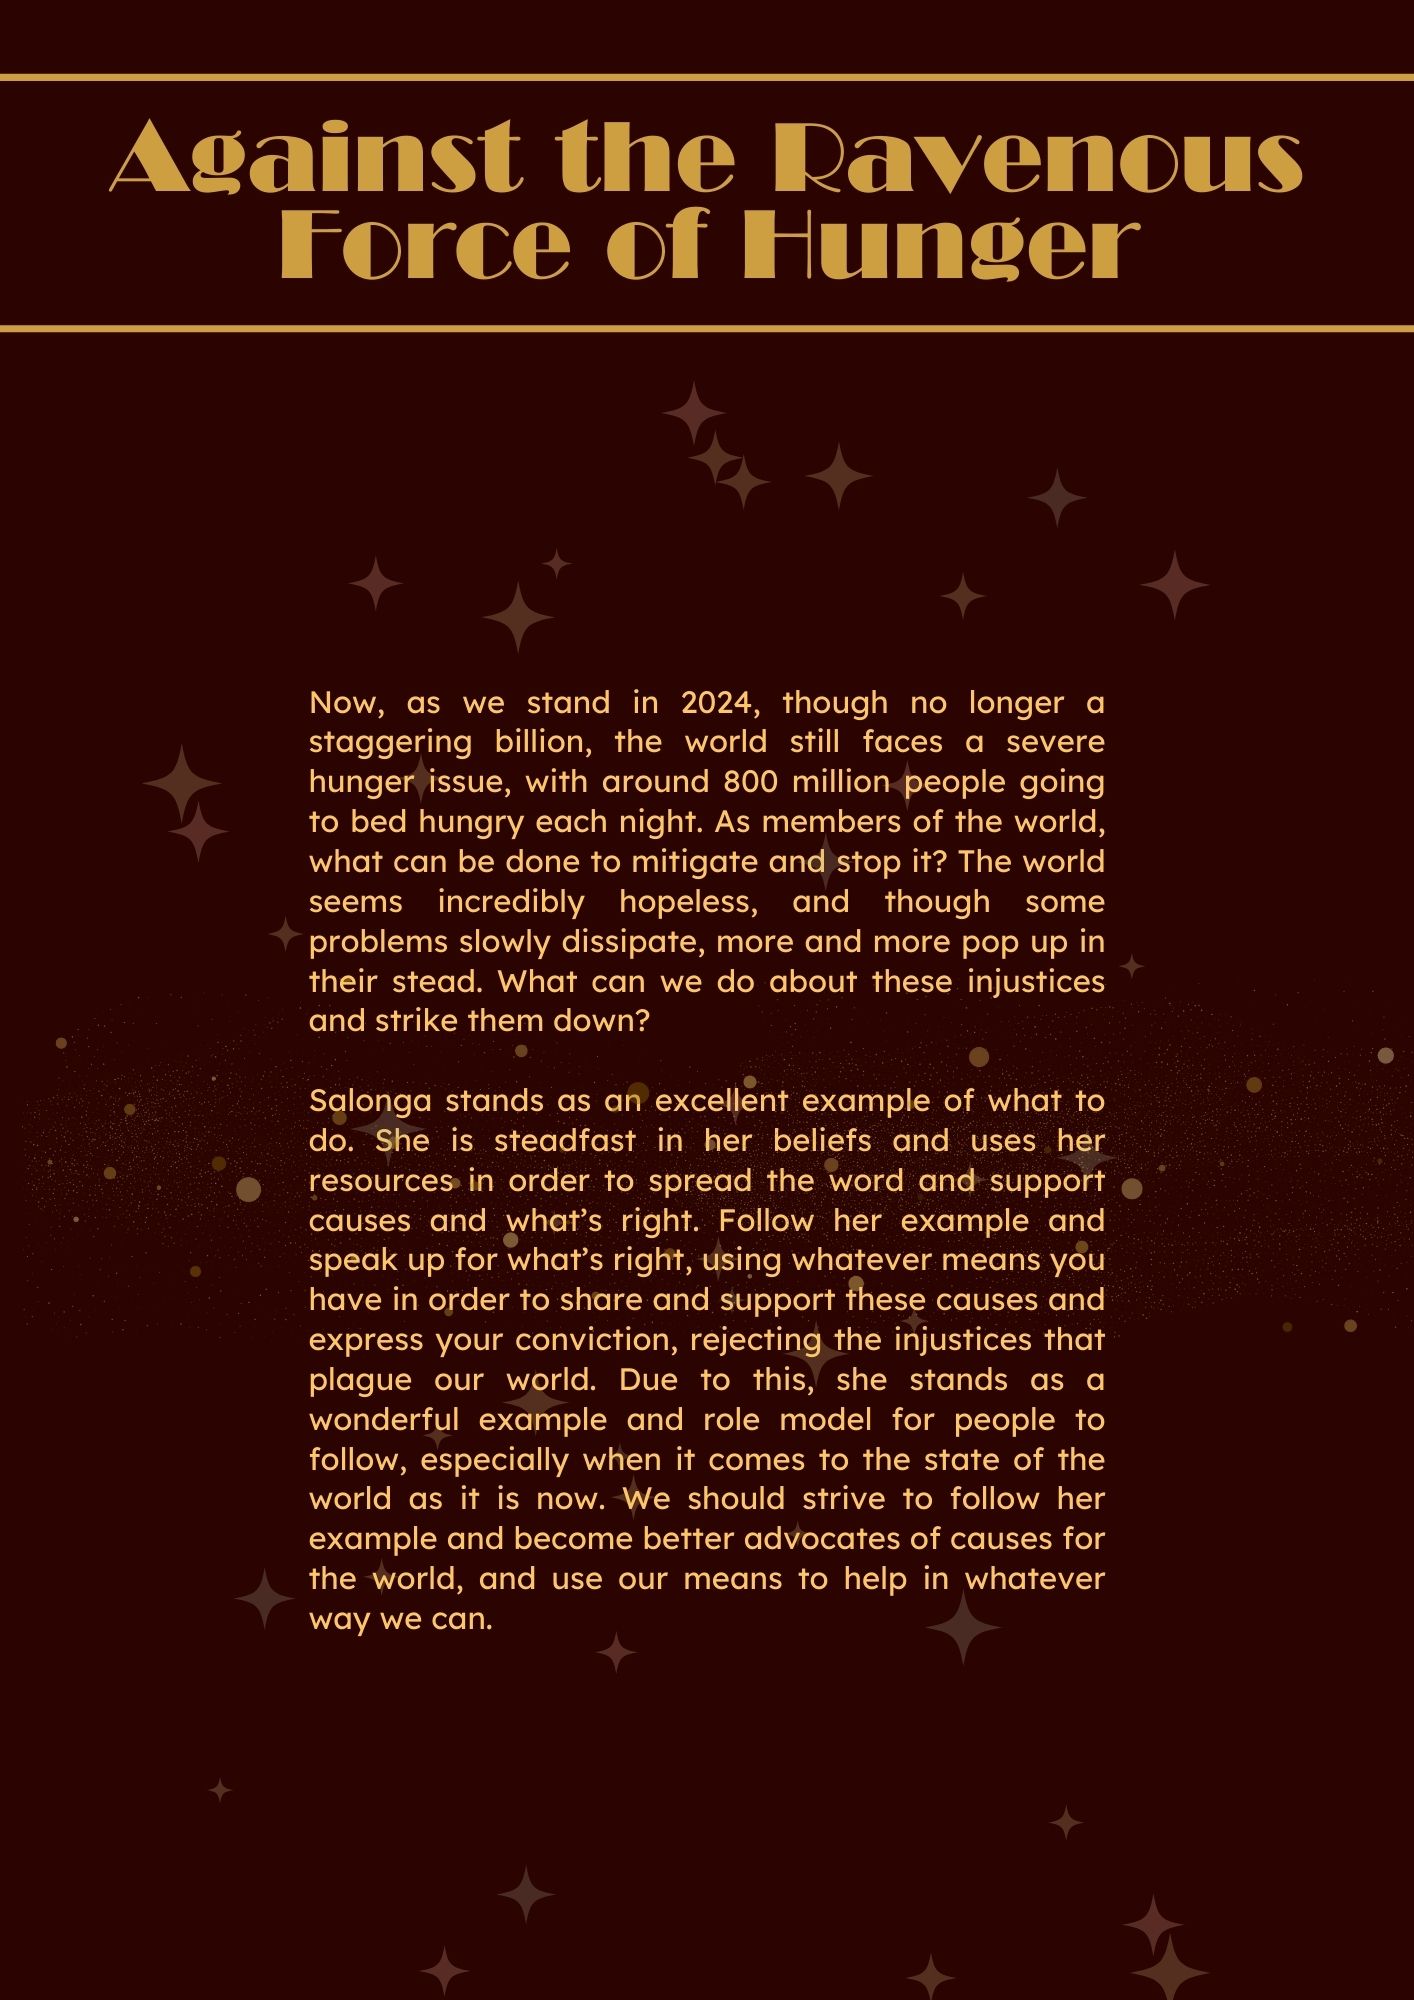 Against the Ravenous
Force of Hunger
Now, as we stand in 2024, though no longer a
staggering billion, the world still faces a severe
hunger issue, with around 800 million people going
to bed hungry each night. As members of the world,
what can be done to mitigate and stop it? The world
seems incredibly hopeless, and though some
problems slowly dissipate, more and more pop up in
their stead. What can we do about these injustices
and strike them down?
Salonga stands as an excellent example of what to
do. She is steadfast in her beliefs and uses her
resources in order to spread the word and support
causes and what’s right. Follow her example and
speak up for what’s right, using whatever means you
have in order to share and support these causes and
express your conviction, rejecting the injustices that
plague our world. Due to this, she stands as a
wonderful example and role model for people to
follow, especially when it comes to the state of the
world as it is now. We should strive to follow her
example and become better advocates of causes for
the world, and use our means to help in whatever
way we can.